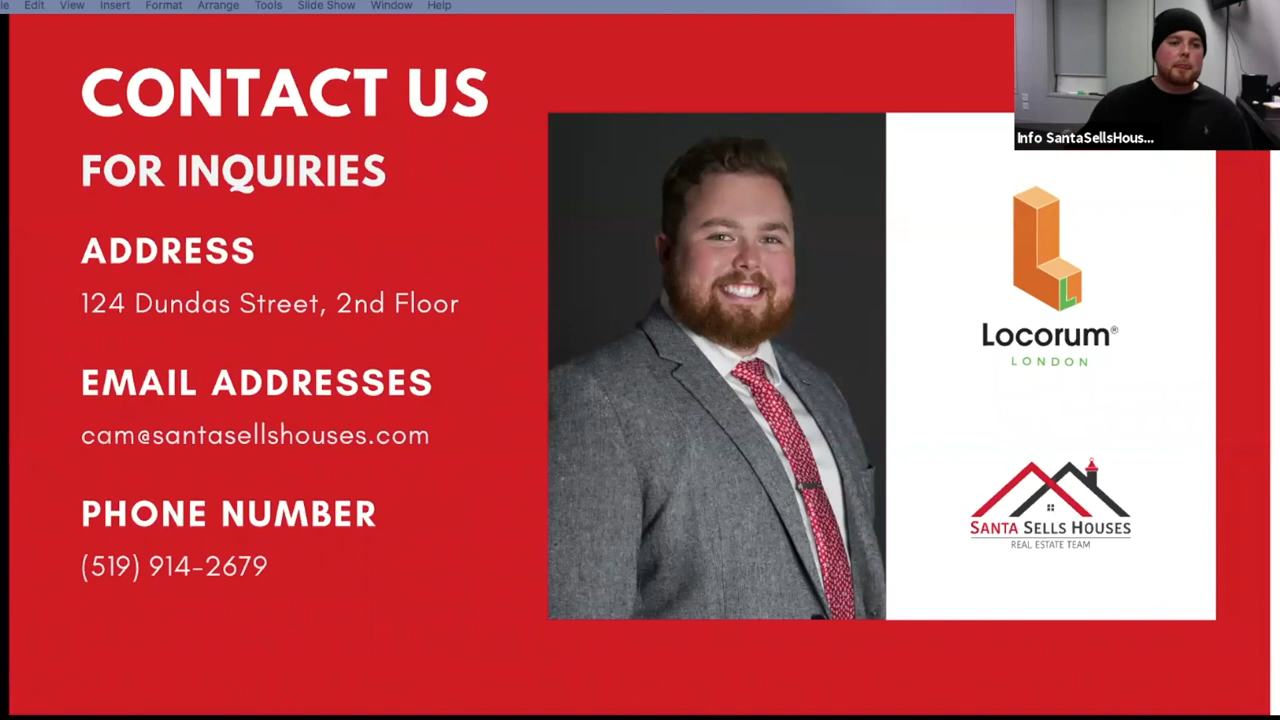 le Edit View Insert Format Arrange Tools Slide Show Window Help
CONTACT US
FOR INQUIRIES
ADDRESS
124 Dundas Street, 2nd Floor
EMAIL ADDRESSES
cam@santasellshouses.com
PHONE NUMBER
(519) 914-2679
Info SantaSellsHous...
L
Locorum®
LONDON
SANTA SELLS HOUSES
REAL ESTATE TEAM